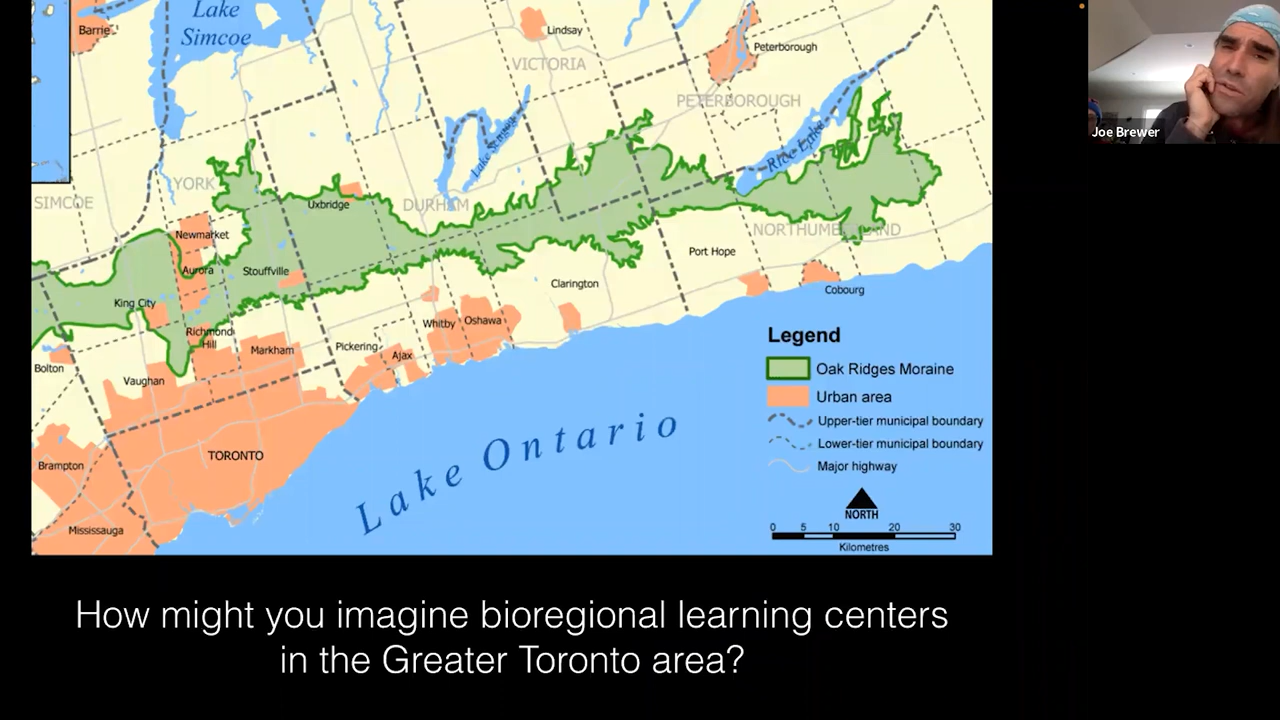 Lake
Simcoe
Barrie
Lindsay
VICTORIA
Peterborough
PETERBOROUGH
Rice Lake
Lake Scugog
YORK
SIMCOE
Uxbridge
DURHAM
NORTHUMBERLAND
Newmarket
Aurora
Stouffville
Port Hope
Clarington
Cobourg
King City
Richmond
Hill
Whitby
Oshawa
Markham
Pickering
Ajax
Bolton
Vaughan
TORONTO
Brampton
Mississauga
Lake Ontario
Legend
Oak Ridges Moraine
Urban area
Upper-tier municipal boundary
Lower-tier municipal boundary
Major highway
NORTH
0 5 10 20 30
Kilometres
Joe Brewer
How might you imagine bioregional learning centers
in the Greater Toronto area?